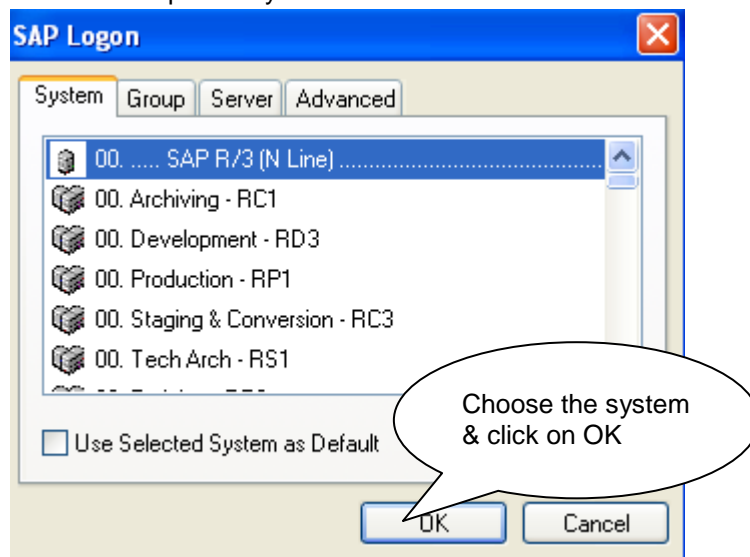 SAP Logon
System Group Server Advanced
00. ..... SAP R/3 (N Line) ............................................
00. Archiving - RC1
00. Development - RD3
00. Production - RP1
00. Staging & Conversion - RC3
00. Tech Arch - RS1
Choose the system
& click on OK
Use Selected System as Default
OK Cancel